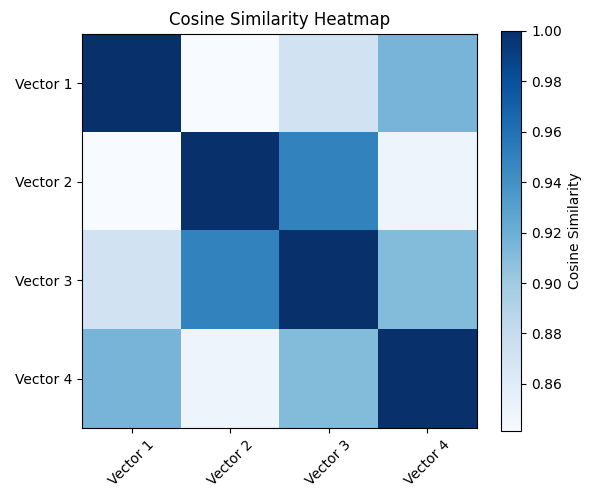 Cosine Similarity Heatmap
Vector 1
Vector 2
Vector 3
Vector 4
Vector 1
Vector 2
Vector 3
Vector 4
1.00
0.98
0.96
0.94
0.92
0.90
0.88
0.86
Cosine Similarity